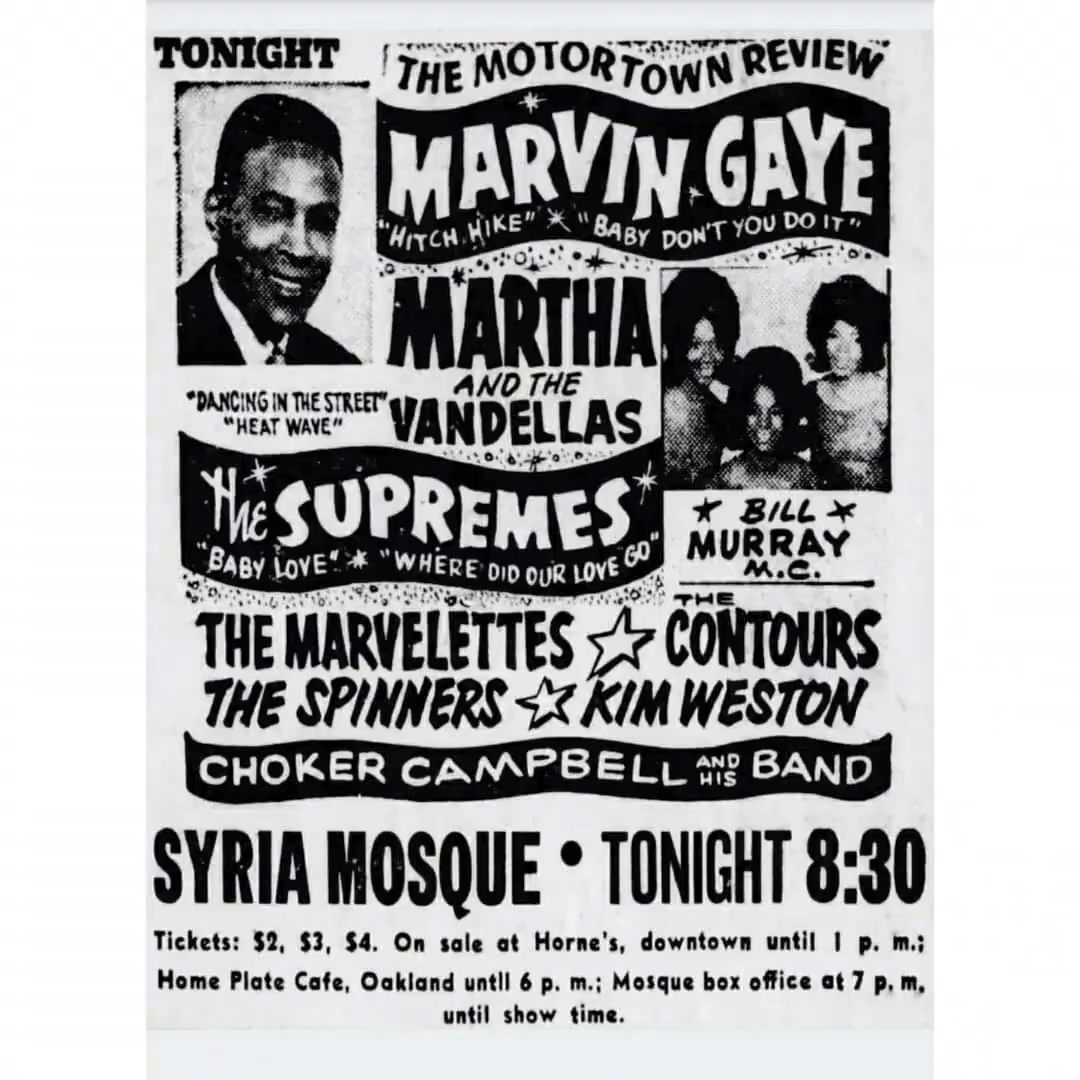 TONIGHT
THE MOTORTOWN REVIEW
MARVIN GAYE
"HITCH HIKE" * "BABY DON'T YOU DO IT"
MARTHA
AND THE
VANDELLAS
"DANCING IN THE STREET"
"HEAT WAVE"
The SUPREMES
"BABY LOVE" * "WHERE DID OUR LOVE GO"
★ BILL ★
MURRAY
M.C.
THE MARVELETTES ☆ THE CONTOURS
THE SPINNERS ☆ KIM WESTON
CHOKER CAMPBELL AND HIS BAND
SYRIA MOSQUE • TONIGHT 8:30
Tickets: $2, $3, $4. On sale at Horne's, downtown until 1 p. m.;
Home Plate Cafe, Oakland until 6 p. m.; Mosque box office at 7 p. m.
until show time.